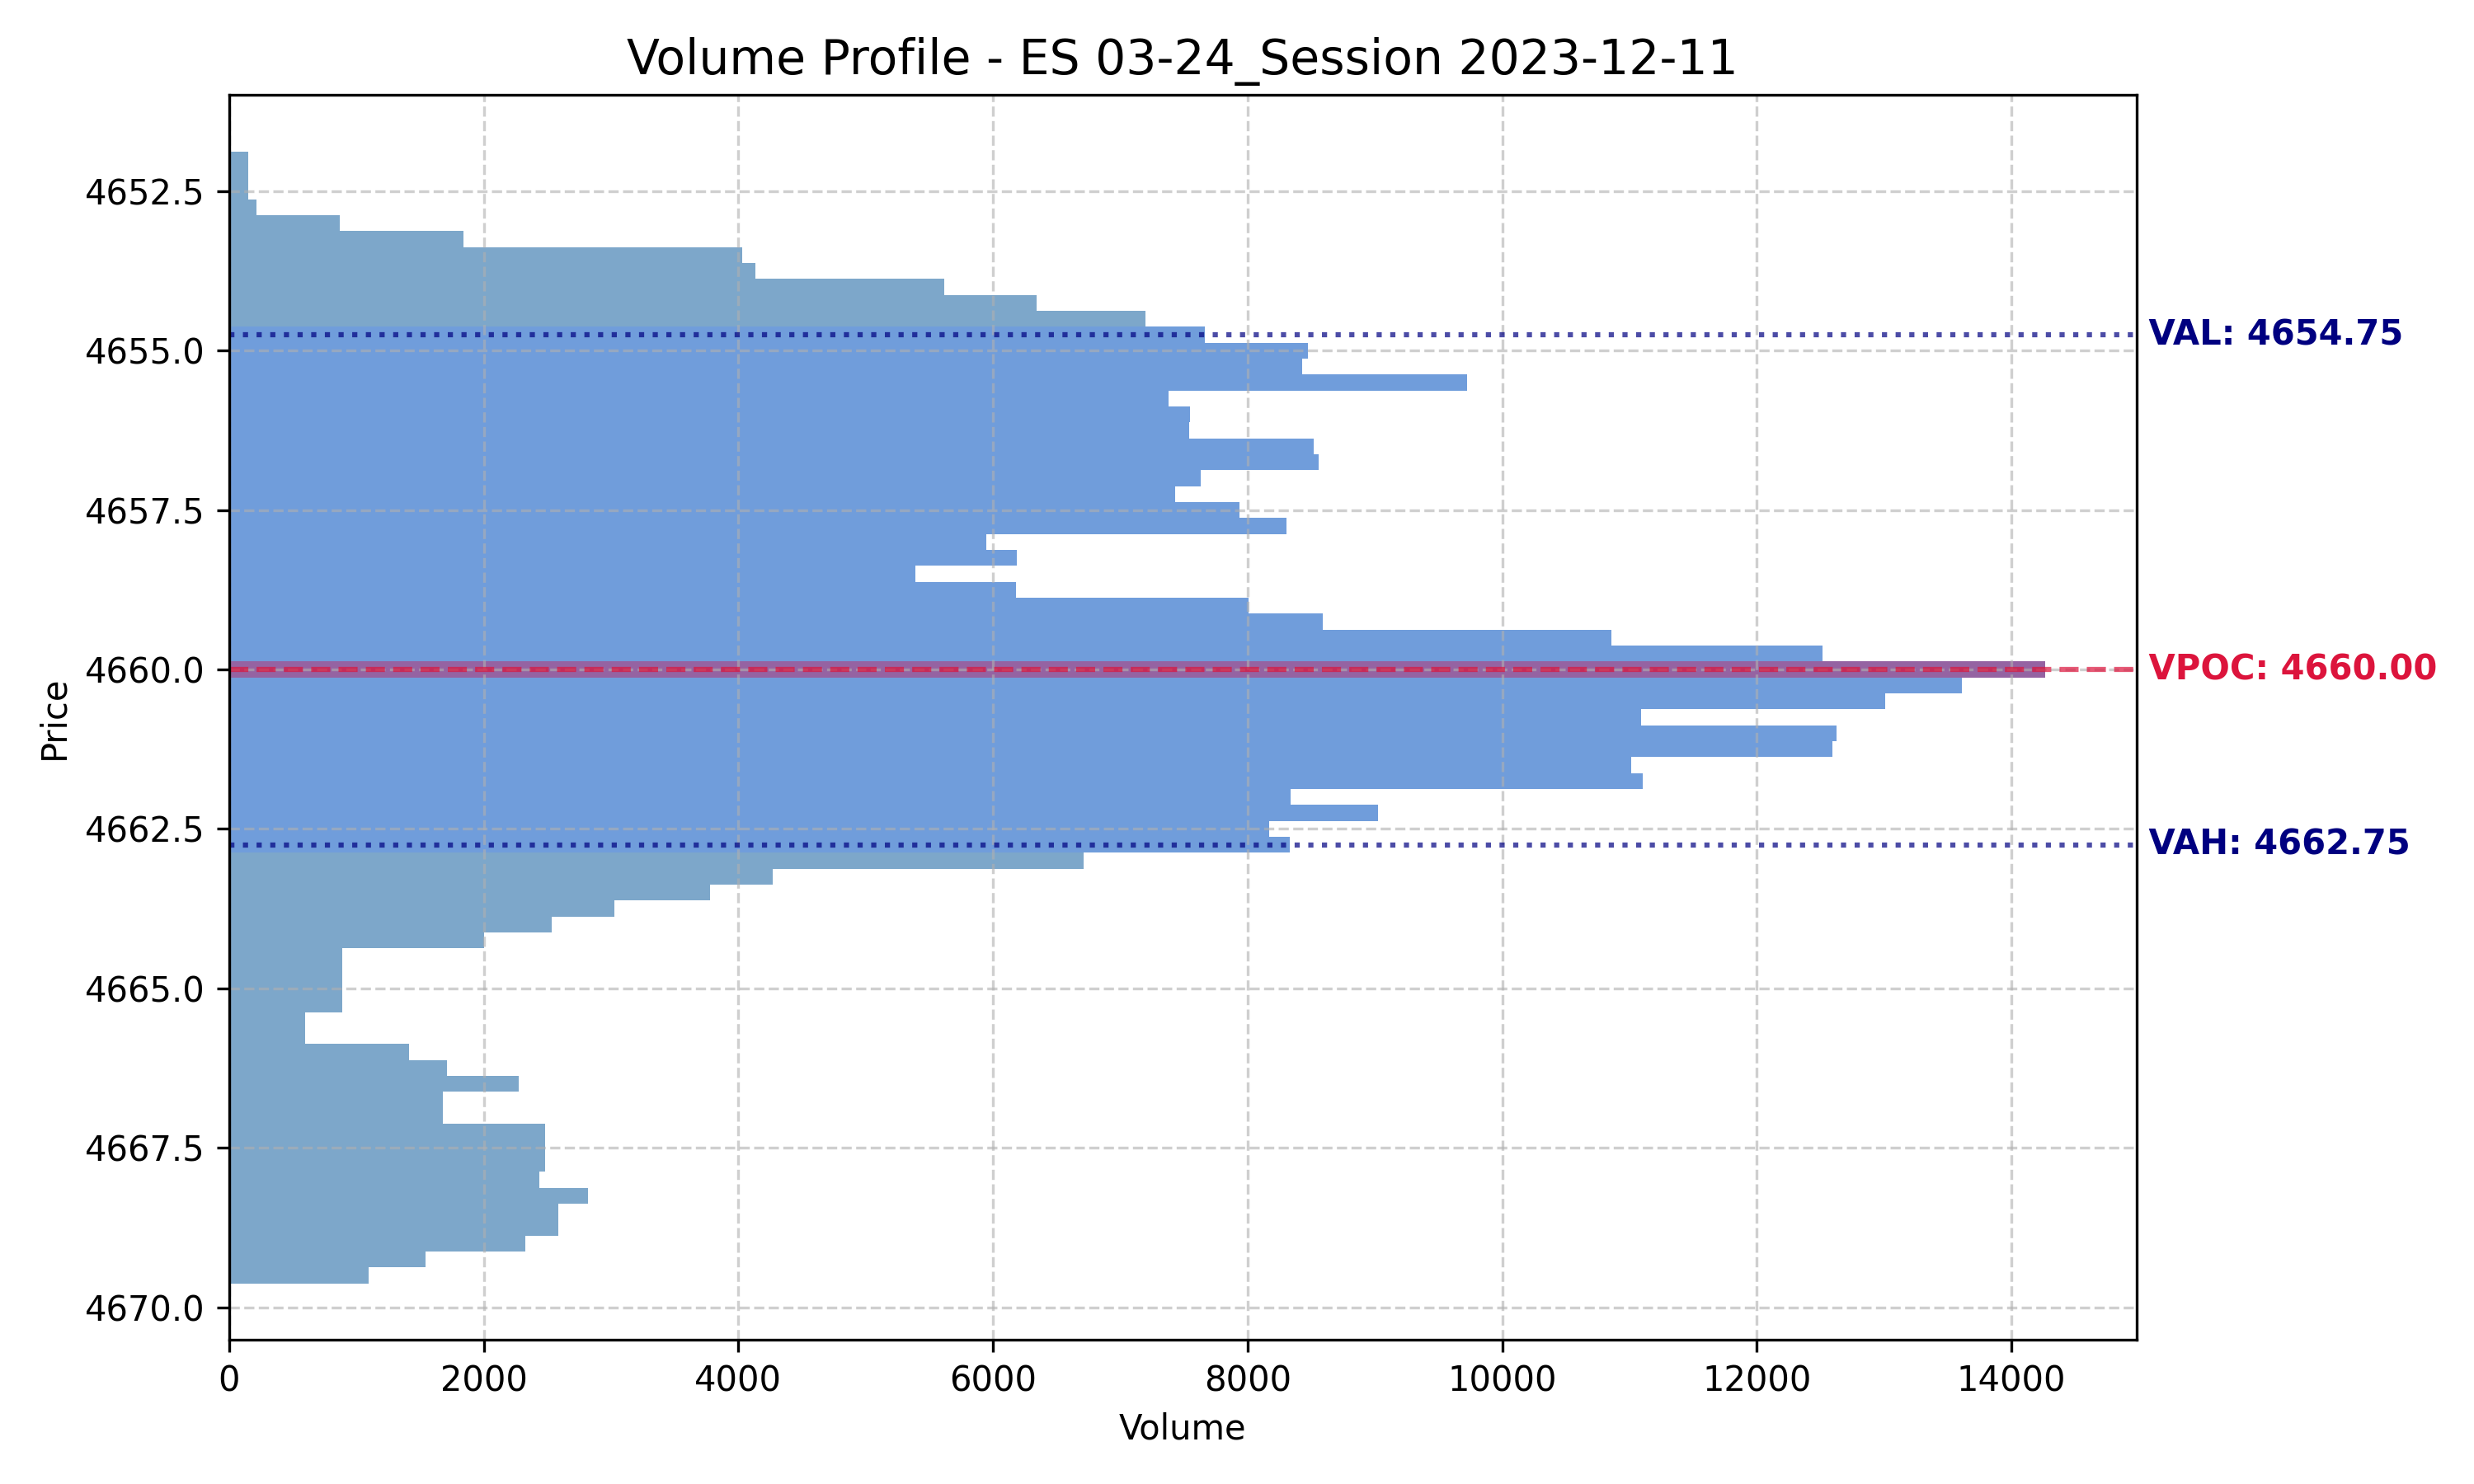 Volume Profile - ES 03-24_Session 2023-12-11
4652.5
4655.0
4657.5
4660.0
4662.5
4665.0
4667.5
4670.0
Price
VAL: 4654.75
VPOC: 4660.00
VAH: 4662.75
0 2000 4000 6000 8000 10000 12000 14000
Volume